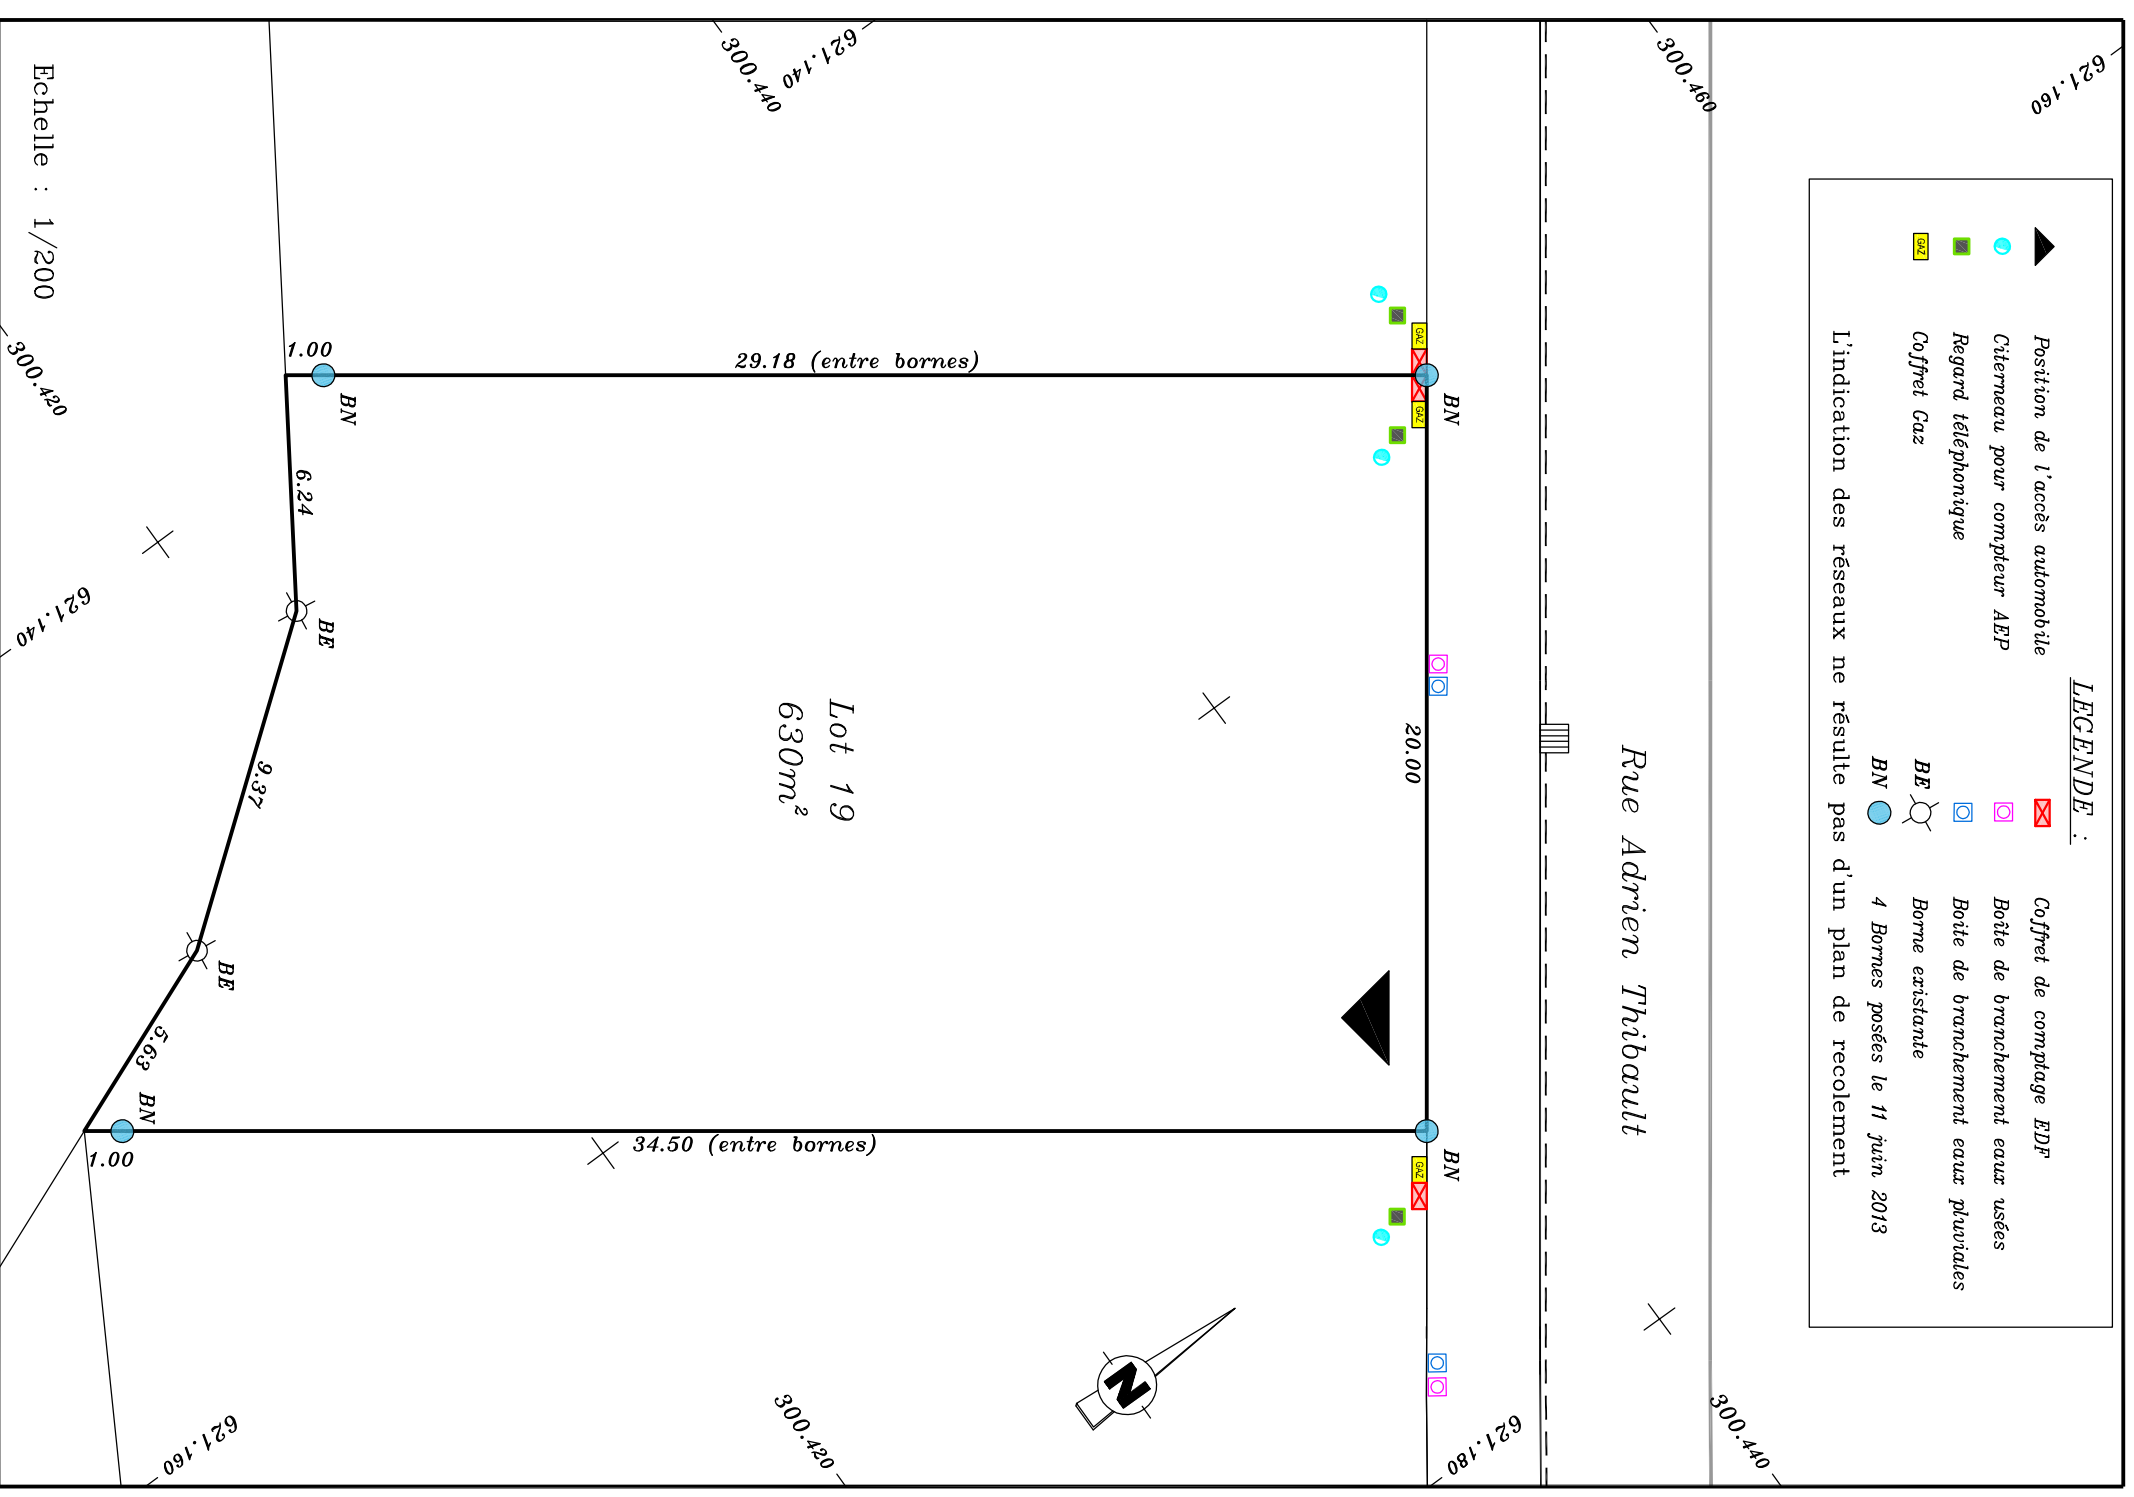 LEGENDE :
Position de l'accès automobile
Coffret de comptage EDF
Citerneau pour compteur AEP
Boîte de branchement eaux usées
Regard téléphonique
Boite de branchement eaux pluviales
GAZ
Coffret Gaz
BE
Borne existante
BN
4 Bornes posées le 11 juin 2013
L'indication des réseaux ne résulte pas d'un plan de recolement
621.160
300.460
300.440
Rue Adrien Thibault
621.180
BN
BN
GAZ
GAZ
GAZ
20.00
621.140
300.440
300.420
29.18 (entre bornes)
34.50 (entre bornes)
Lot 19
630m²
BN
1.00
6.24
BE
9.37
BE
5.63
BN
1.00
621.140
300.420
621.160
N
Echelle : 1/200